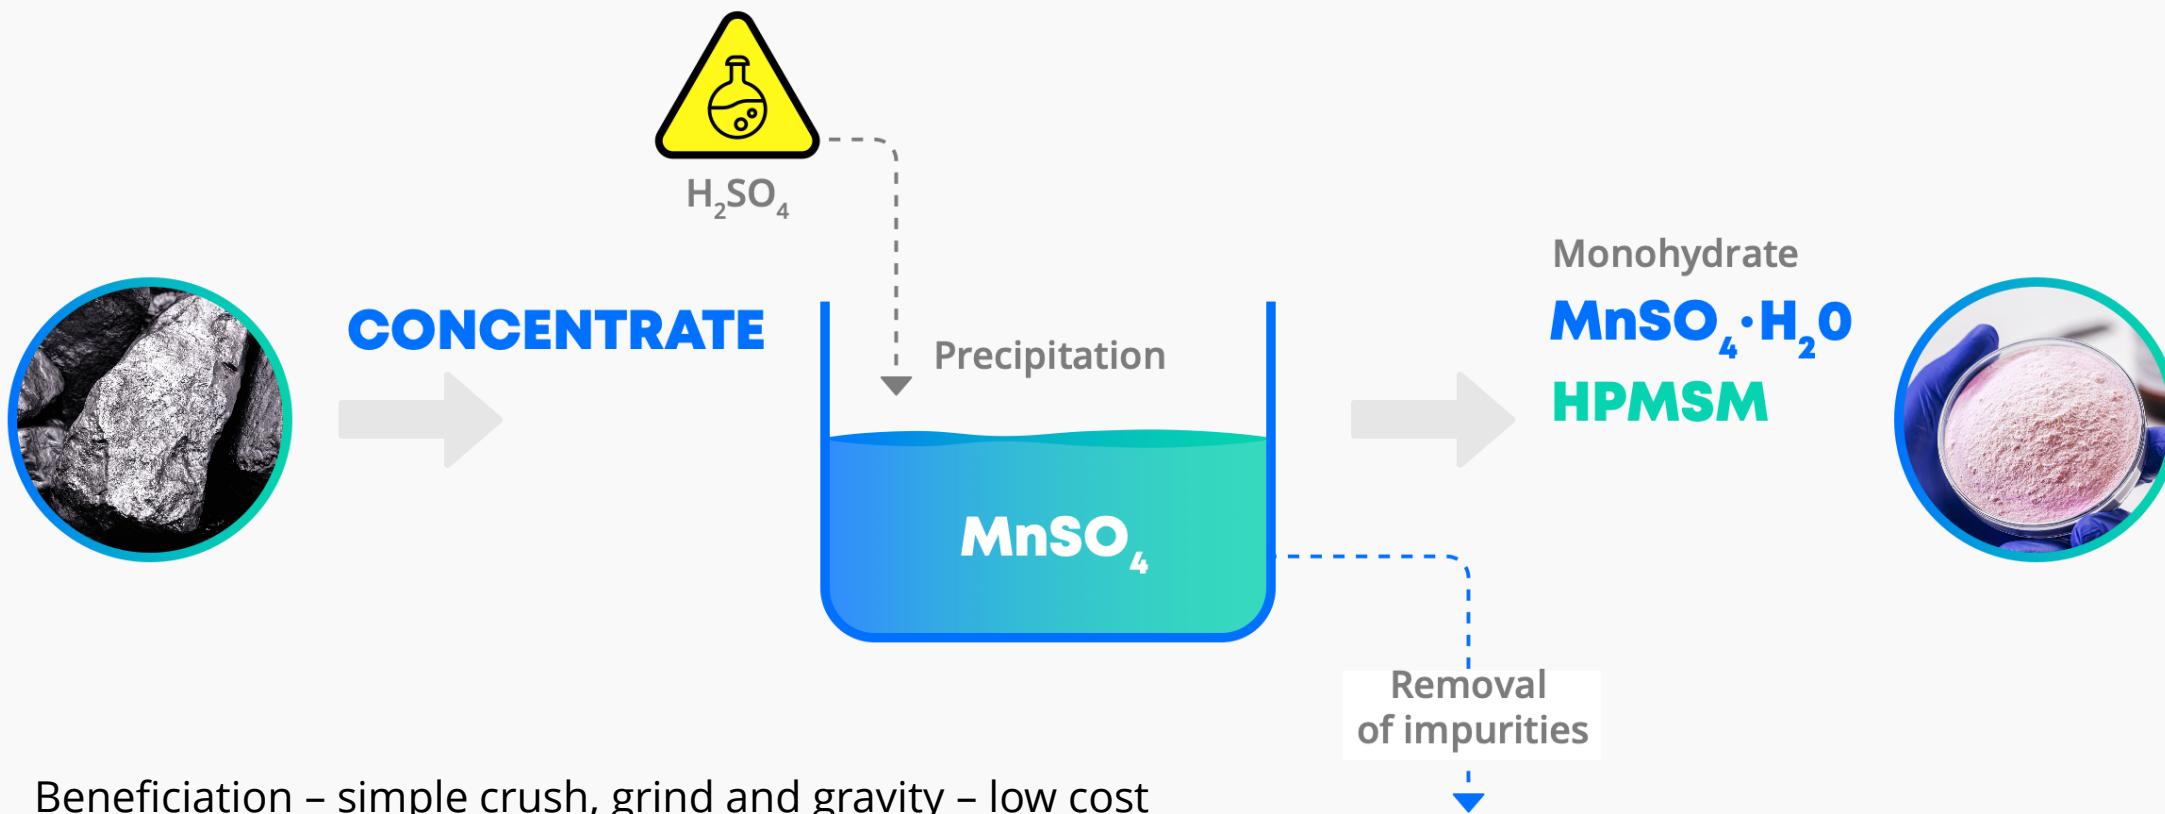 H₂SO₄
CONCENTRATE
Precipitation
MnSO₄
Monohydrate
MnSO₄·H₂0
HPMSM
Removal
of impurities
Beneficiation – simple crush, grind and gravity – low cost